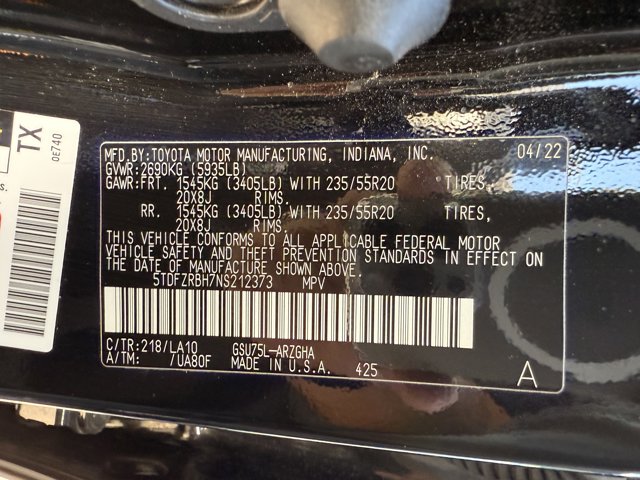 TX
0E740
s.
MFD.BY:TOYOTA MOTOR MANUFACTURING, INDIANA, INC. 04/22
GVWR:2690KG (5935LB)
GAWR:FRT. 1545KG (3405LB) WITH 235/55R20 TIRES,
20X8J RIMS.
RR. 1545KG (3405LB) WITH 235/55R20 TIRES,
20X8J RIMS.
THIS VEHICLE CONFORMS TO ALL APPLICABLE FEDERAL MOTOR
VEHICLE SAFETY AND THEFT PREVENTION STANDARDS IN EFFECT ON
THE DATE OF MANUFACTURE SHOWN ABOVE.
5TDFZRBH7NS212373 MPV
C/TR:218/LA10 GSU75L-ARZGHA
A/TM: 7UA80F MADE IN U.S.A. 425
A